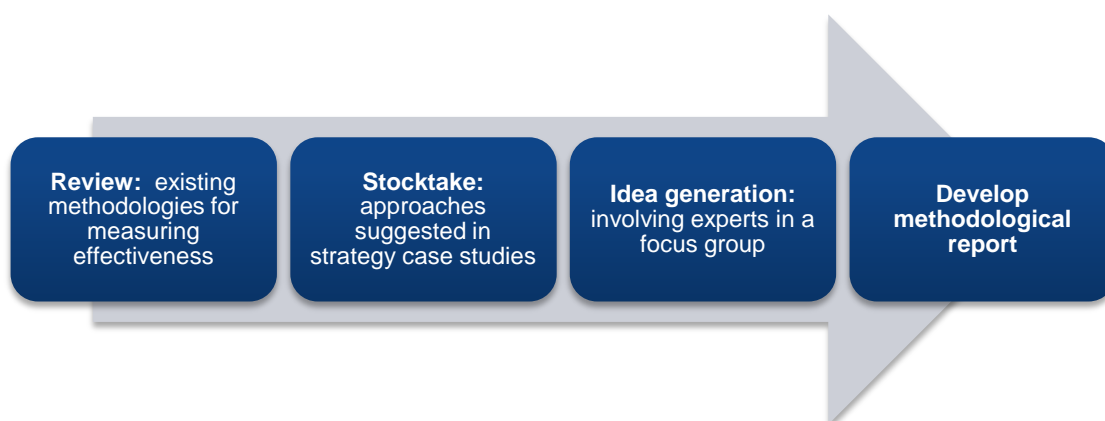 Review: existing
methodologies for
measuring
effectiveness
Stocktake:
approaches
suggested in
strategy case studies
Idea generation:
involving experts in a
focus group
Develop
methodological
report